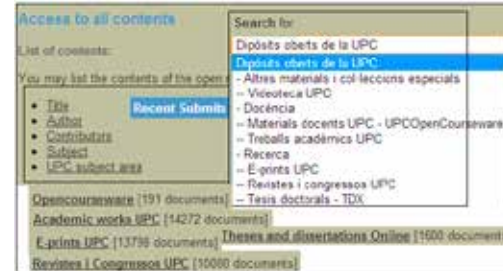 Access to all contents
List of contents:
You may list the contents of the open
Title
Author
Contributors
Subject
UPC subject area
Recent Submits
Search for
Dipòsits oberts de la UPC
Dipòsits oberts de la UPC
- Altres materials i col·leccions especials
-- Videoteca UPC
- Docència
-- Materials docents UPC - UPCOpenCourseware
-- Treballs acadèmics UPC
- Recerca
-- E-prints UPC
-- Revistes i congressos UPC
-- Tesis doctorals - TDX
Opencourseware [191 documents]
Academic works UPC [14272 documents]
E-prints UPC [13798 documents]
Theses and dissertations Online [1600 documents
Revistes i Congressos UPC [10080 documents]